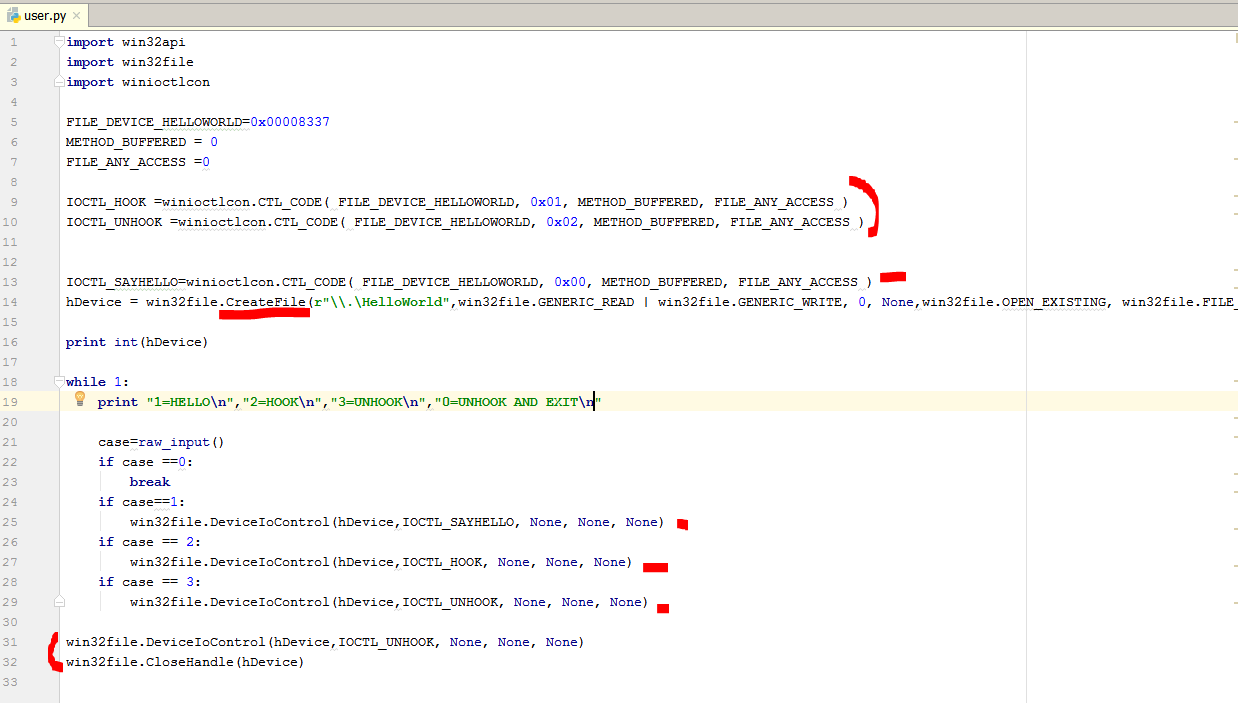 user.py
1 import win32api
2 import win32file
3 import winioctlcon
4
5 FILE_DEVICE_HELLOWORLD=0x00008337
6 METHOD_BUFFERED = 0
7 FILE_ANY_ACCESS =0
8
9 IOCTL_HOOK =winioctlcon.CTL_CODE( FILE_DEVICE_HELLOWORLD, 0x01, METHOD_BUFFERED, FILE_ANY_ACCESS )
10 IOCTL_UNHOOK =winioctlcon.CTL_CODE( FILE_DEVICE_HELLOWORLD, 0x02, METHOD_BUFFERED, FILE_ANY_ACCESS )
11
12
13 IOCTL_SAYHELLO=winioctlcon.CTL_CODE( FILE_DEVICE_HELLOWORLD, 0x00, METHOD_BUFFERED, FILE_ANY_ACCESS )
14 hDevice = win32file.CreateFile(r"\\.\HelloWorld",win32file.GENERIC_READ | win32file.GENERIC_WRITE, 0, None,win32file.OPEN_EXISTING, win32file.FILE_
15
16 print int(hDevice)
17
18 while 1:
19     print "1=HELLO\n","2=HOOK\n","3=UNHOOK\n","0=UNHOOK AND EXIT\n"
20
21     case=raw_input()
22     if case ==0:
23         break
24     if case==1:
25         win32file.DeviceIoControl(hDevice,IOCTL_SAYHELLO, None, None, None)
26     if case == 2:
27         win32file.DeviceIoControl(hDevice,IOCTL_HOOK, None, None, None)
28     if case == 3:
29         win32file.DeviceIoControl(hDevice,IOCTL_UNHOOK, None, None, None)
30
31 win32file.DeviceIoControl(hDevice,IOCTL_UNHOOK, None, None, None)
32 win32file.CloseHandle(hDevice)
33